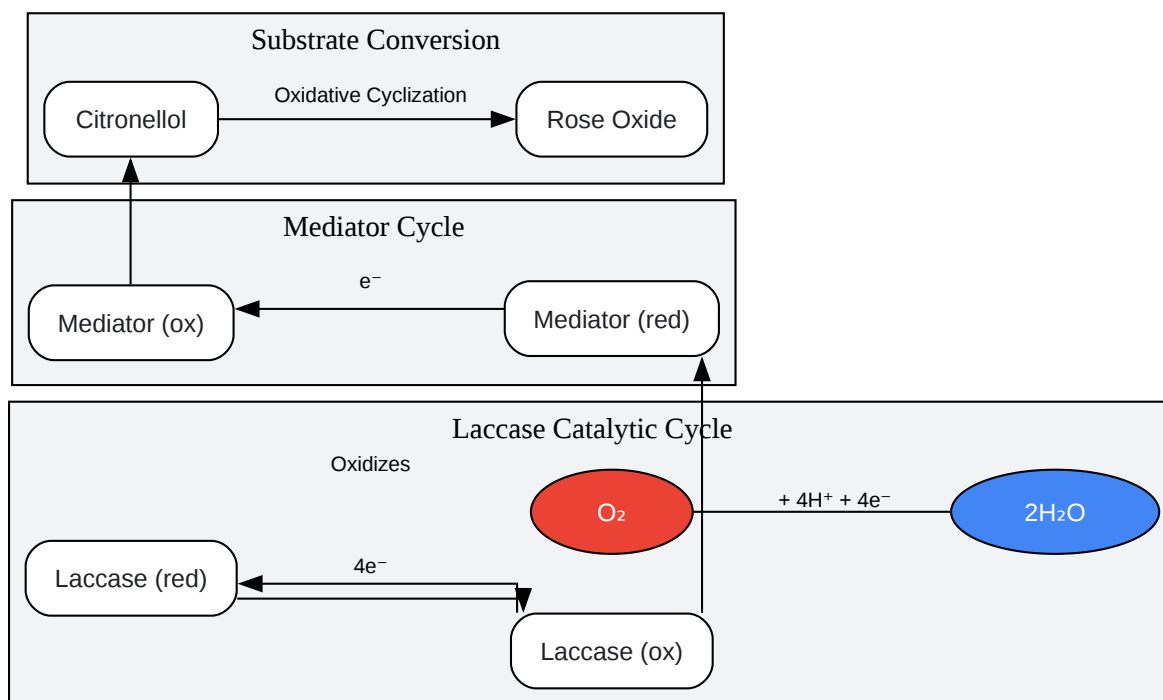 Substrate Conversion
Oxidative Cyclization
Citronellol
Rose Oxide
Mediator Cycle
e⁻
Mediator (ox)
Mediator (red)
Laccase Catalytic Cycle
Oxidizes
O₂
+ 4H⁺ + 4e⁻
2H₂O
Laccase (red)
4e⁻
Laccase (ox)